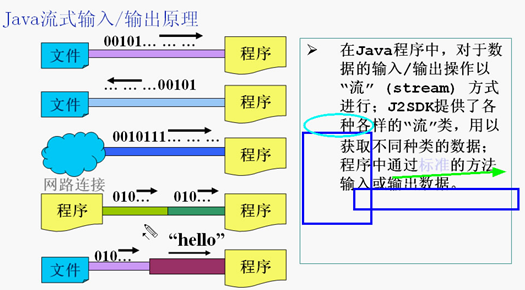 Java流式输入/输出原理
00101… … …
文件
程序
… … …00101
文件
程序
0010111… … …
程序
网路连接
010…
010…
程序
程序
“hello”
010…
文件
程序
在Java程序中，对于数
据的输入/输出操作以
“流” (stream) 方式
进行；J2SDK提供了各
种各样的“流”类，用以
获取不同种类的数据；
程序中通过标准的方法
输入或输出数据。